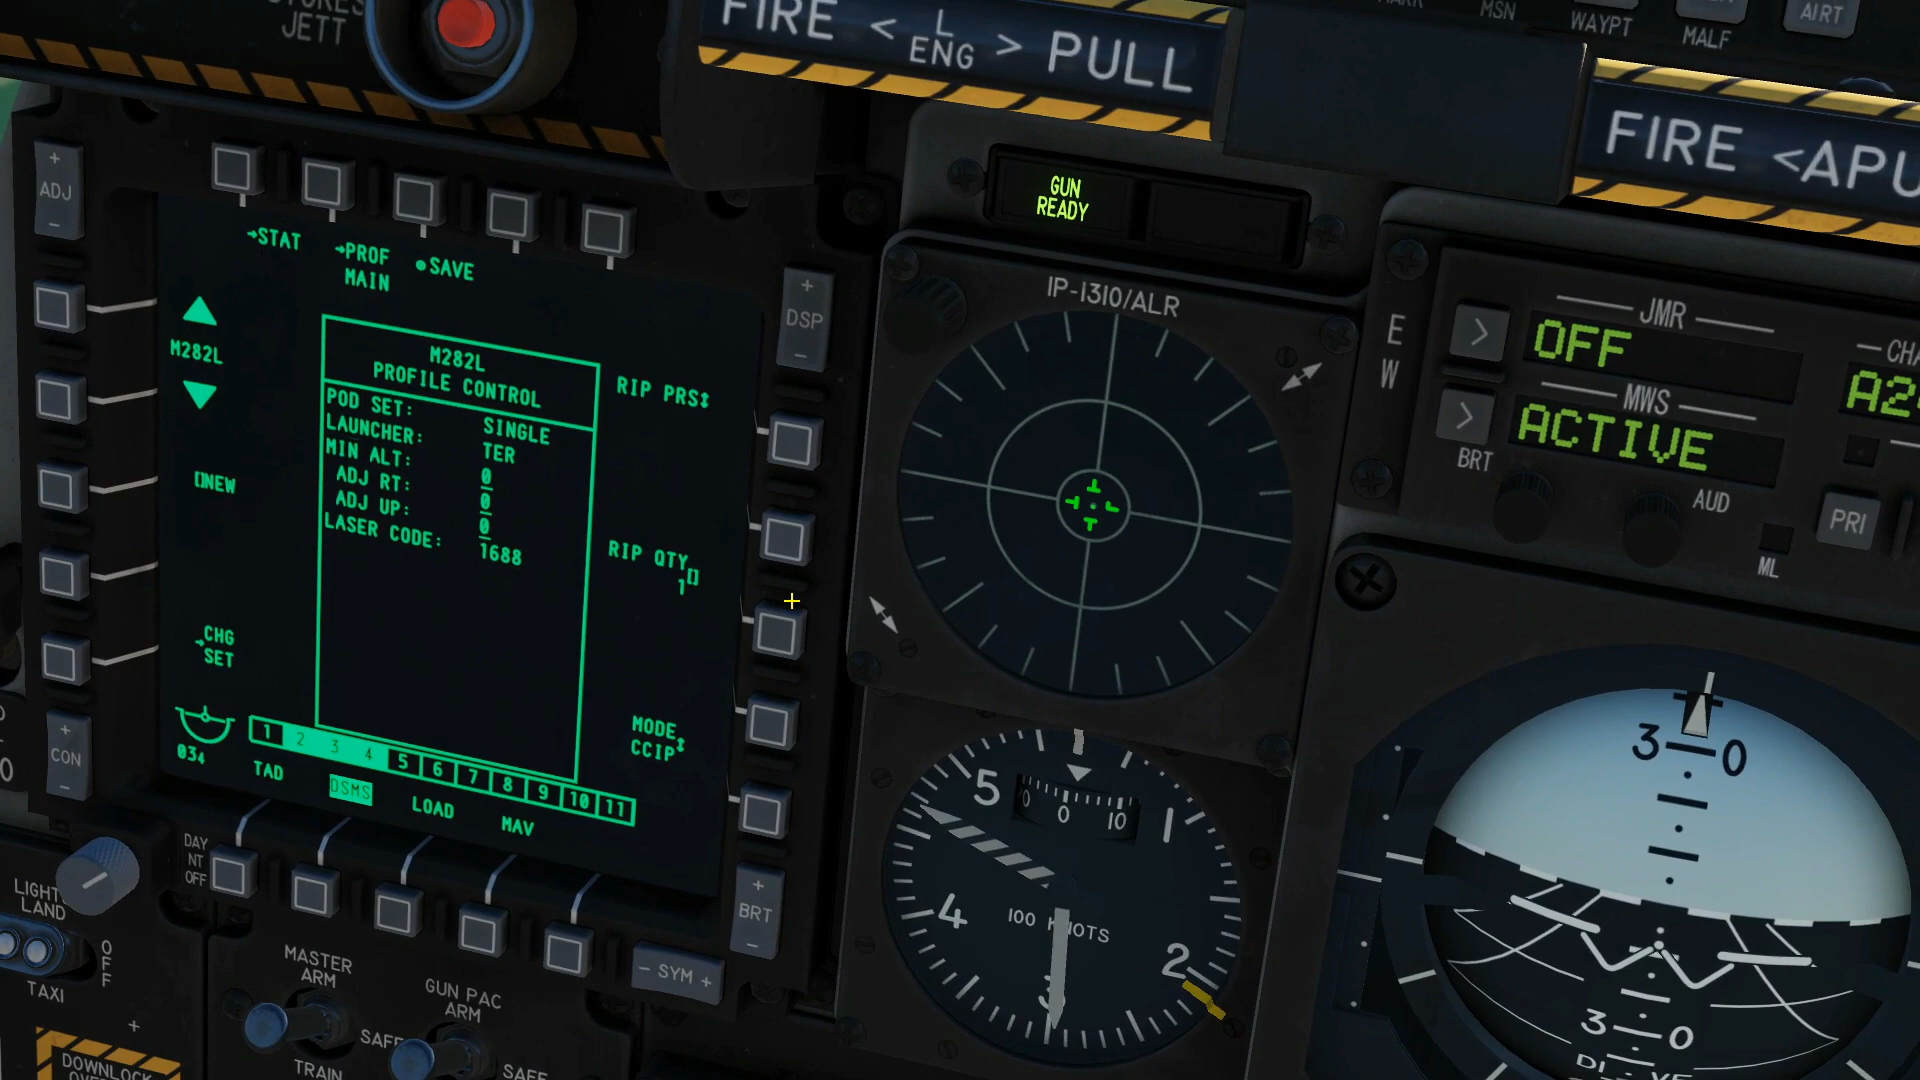 JETT
FIRE < L ENG > PULL
MSN
WAYPT
MALF
AIRT
FIRE <APU
+
ADJ
-
GUN
READY
→STAT
→PROF
MAIN
●SAVE
+
DSP
-
IP-1310/ALR
E
W
JMR
OFF
MWS
ACTIVE
BRT
AUD
PRI
ML
M282L
M282L
PROFILE CONTROL
POD SET: SINGLE
LAUNCHER: TER
MIN ALT: 0
ADJ RT: 0
ADJ UP: 0
LASER CODE: 1688
RIP PRS↕
[]NEW
RIP QTY[]
1
→CHG
SET
MODE
CCIP↕
034
1 2 3 4 5 6 7 8 9 10 11
TAD
DSMS
LOAD
MAV
+
CON
-
+
BRT
-
- SYM +
DAY
NT
OFF
LAND
OFF
TAXI
MASTER
ARM
SAFE
TRAIN
GUN PAC
ARM
SAFE
DOWNLOCK
5
0 0 10
1
4
100 KNOTS
2
3
3 0
3 0